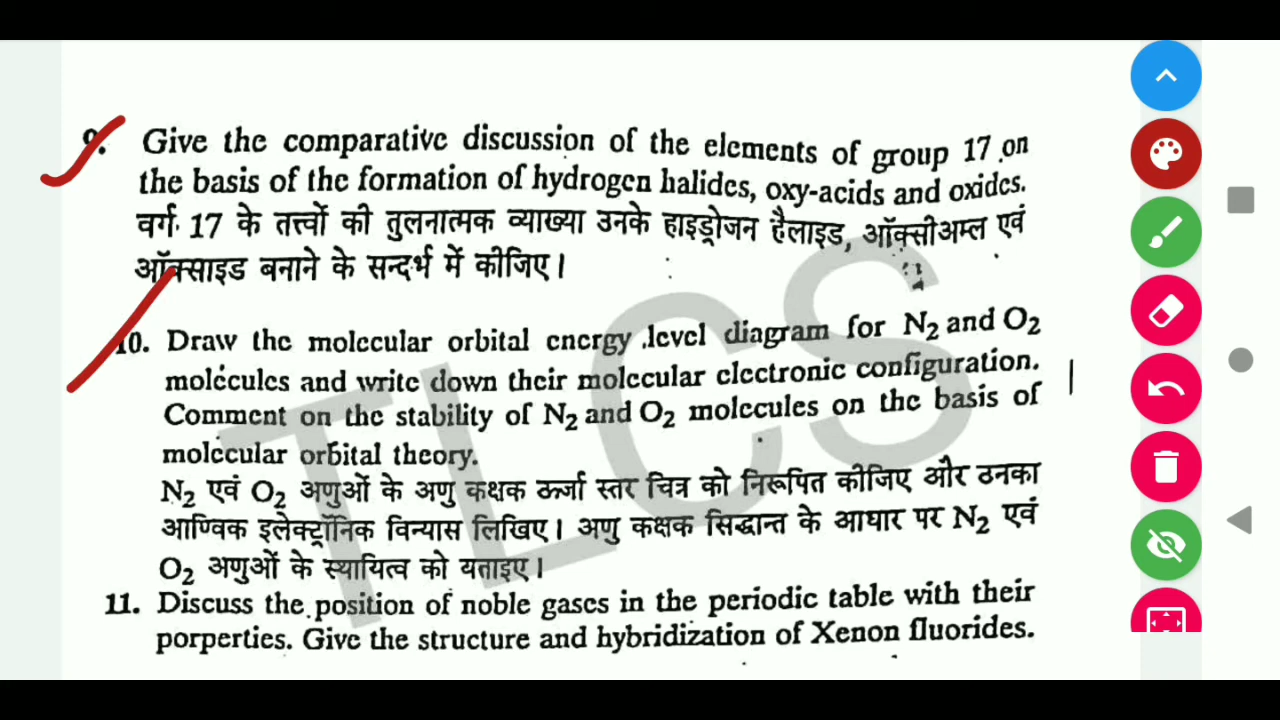 9. Give the comparative discussion of the elements of group 17 on
the basis of the formation of hydrogen halides, oxy-acids and oxides.
वर्ग 17 के तत्त्वों की तुलनात्मक व्याख्या उनके हाइड्रोजन हैलाइड, ऑक्सीअम्ल एवं
ऑक्साइड बनाने के सन्दर्भ में कीजिए।
10. Draw the molecular orbital energy level diagram for N₂ and O₂
molecules and write down their molecular electronic configuration.
Comment on the stability of N₂ and O₂ molecules on the basis of
molecular orbital theory.
N₂ एवं O₂ अणुओं के अणु कक्षक ऊर्जा स्तर चित्र को निरूपित कीजिए और उनका
आण्विक इलेक्ट्रॉनिक विन्यास लिखिए। अणु कक्षक सिद्धान्त के आधार पर N₂ एवं
O₂ अणुओं के स्थायित्व को बताइए।
11. Discuss the position of noble gases in the periodic table with their
porperties. Give the structure and hybridization of Xenon fluorides.
TLCS